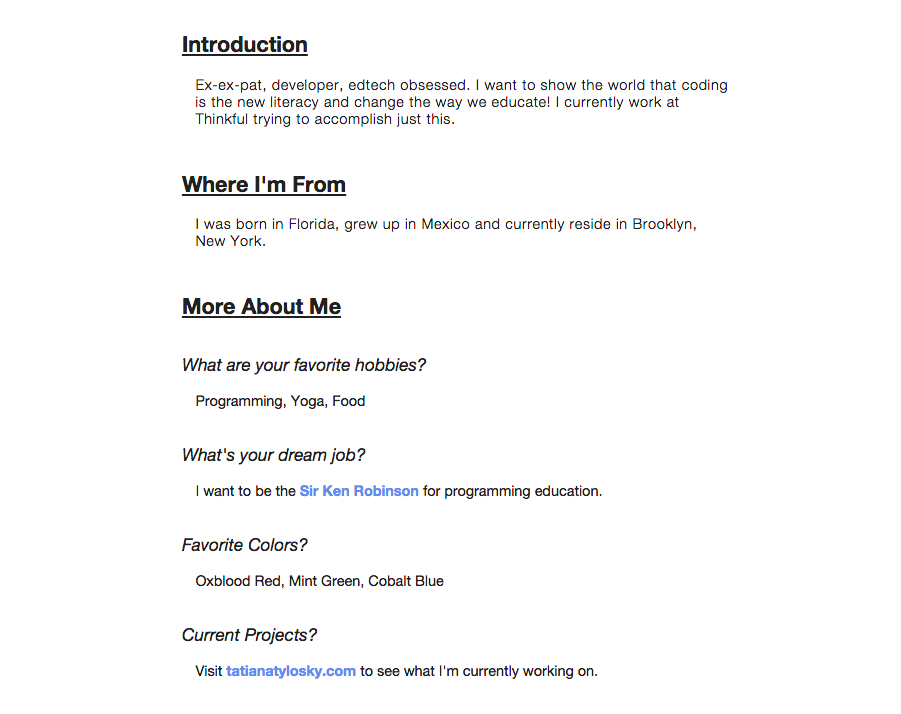 Introduction
Ex-ex-pat, developer, edtech obsessed. I want to show the world that coding
is the new literacy and change the way we educate! I currently work at
Thinkful trying to accomplish just this.
Where I'm From
I was born in Florida, grew up in Mexico and currently reside in Brooklyn,
New York.
More About Me
What are your favorite hobbies?
Programming, Yoga, Food
What's your dream job?
I want to be the Sir Ken Robinson for programming education.
Favorite Colors?
Oxblood Red, Mint Green, Cobalt Blue
Current Projects?
Visit tatianatylosky.com to see what I'm currently working on.